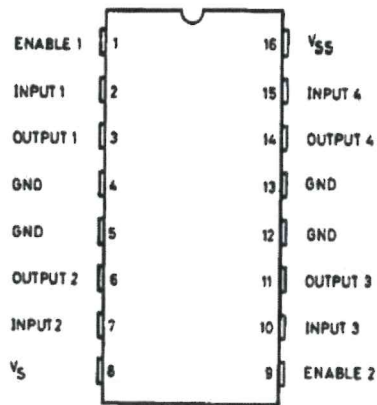 ENABLE 1 1 16 VSS
INPUT 1 2 15 INPUT 4
OUTPUT 1 3 14 OUTPUT 4
GND 4 13 GND
GND 5 12 GND
OUTPUT 2 6 11 OUTPUT 3
INPUT 2 7 10 INPUT 3
VS 8 9 ENABLE 2